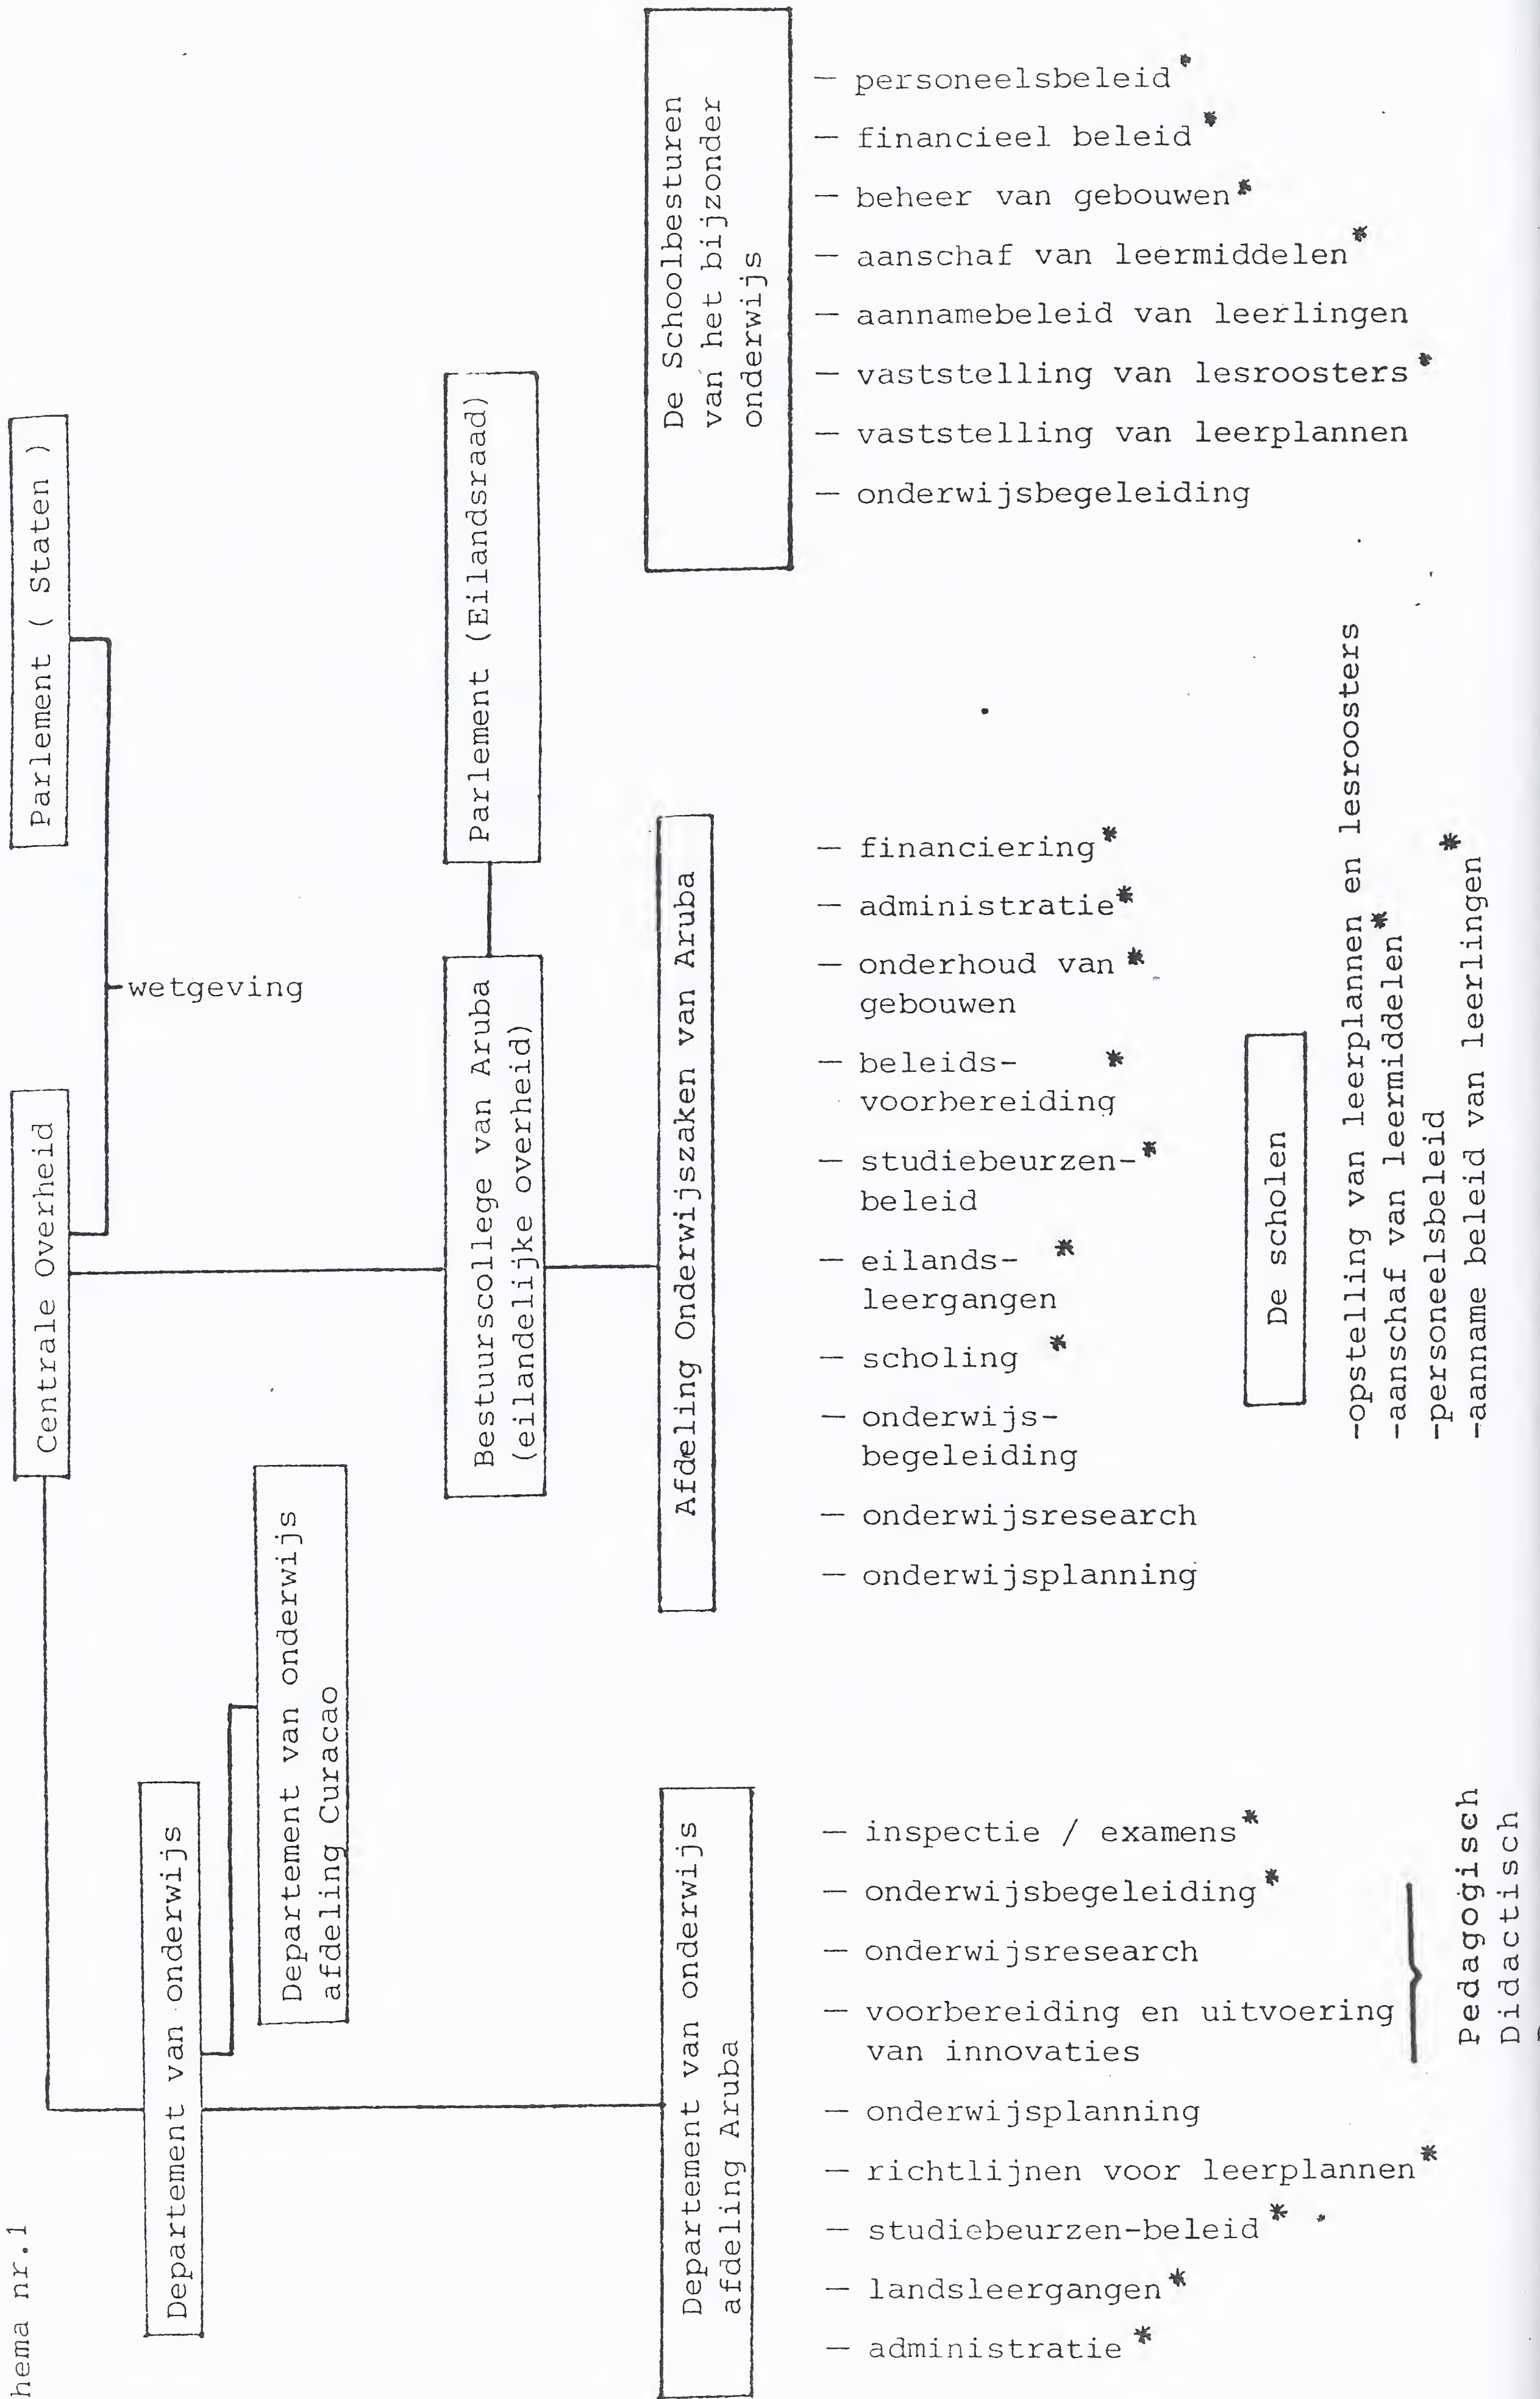 hema nr.1
Centrale Overheid
Parlement ( Staten )
wetgeving
Departement van onderwijs
Departement van onderwijs
afdeling Curacao
Bestuurscollege van Aruba
(eilandelijke overheid)
Parlement (Eilandsraad)
Departement van onderwijs
afdeling Aruba
— inspectie / examens*
— onderwijsbegeleiding*
— onderwijsresearch
— voorbereiding en uitvoering
van innovaties
— onderwijsplanning
— richtlijnen voor leerplannen*
— studiebeurzen-beleid*
— landsleergangen*
— administratie*
Pedagogisch
Didactisch
Afdeling Onderwijszaken van Aruba
— financiering*
— administratie*
— onderhoud van *
gebouwen
— beleids- *
voorbereiding
— studiebeurzen-*
beleid
— eilands- *
leergangen
— scholing *
— onderwijs-
begeleiding
— onderwijsresearch
— onderwijsplanning
De Schoolbesturen
van het bijzonder
onderwijs
— personeelsbeleid*
— financieel beleid*
— beheer van gebouwen*
— aanschaf van leermiddelen*
— aannamebeleid van leerlingen
— vaststelling van lesroosters*
— vaststelling van leerplannen
— onderwijsbegeleiding
De scholen
-opstelling van leerplannen en lesroosters
-aanschaf van leermiddelen*
-personeelsbeleid
-aanname beleid van leerlingen*